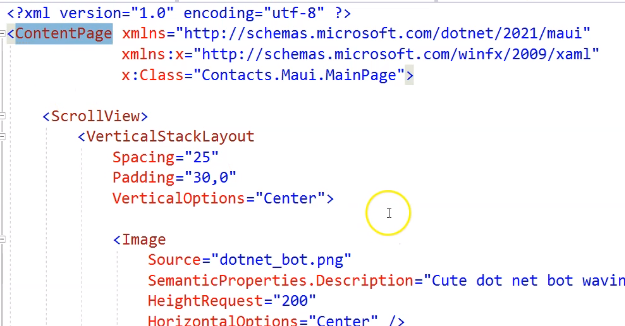 <?xml version="1.0" encoding="utf-8" ?>
<ContentPage xmlns="http://schemas.microsoft.com/dotnet/2021/maui"
xmlns:x="http://schemas.microsoft.com/winfx/2009/xaml"
x:Class="Contacts.Maui.MainPage">
<ScrollView>
<VerticalStackLayout
Spacing="25"
Padding="30,0"
VerticalOptions="Center">
<Image
Source="dotnet_bot.png"
SemanticProperties.Description="Cute dot net bot wavin
HeightRequest="200"
HorizontalOptions="Center" />